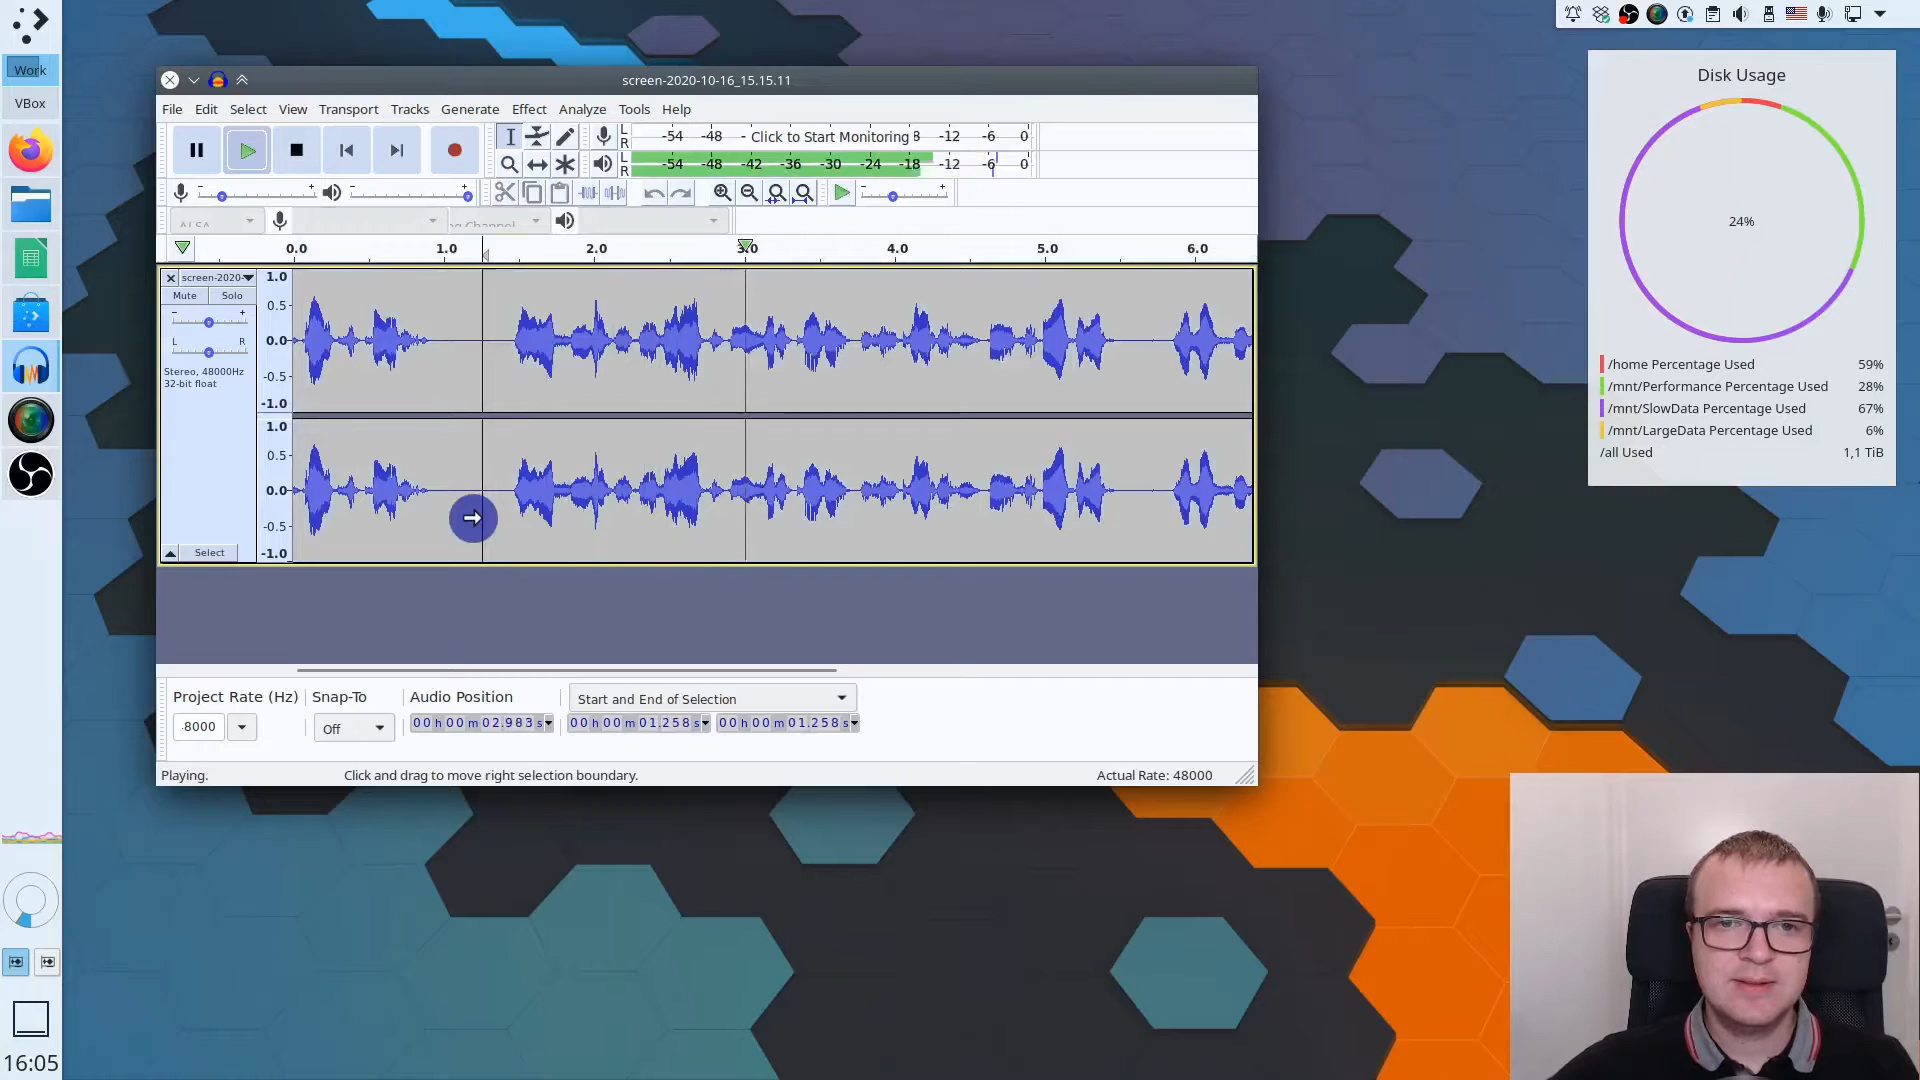 Work
VBox
16:05
screen-2020-10-16_15.15.11
File Edit Select View Transport Tracks Generate Effect Analyze Tools Help
L
R
-54 -48 - Click to Start Monitoring 8 -12 -6 0
L
R
-54 -48 -42 -36 -30 -24 -18 -12 -6 0
- + - +
- +
ALSA
0.0 1.0 2.0 3.0 4.0 5.0 6.0
screen-2020-
Mute Solo
- +
L R
Stereo, 48000Hz
32-bit float
Select
1.0
0.5
0.0
-0.5
-1.0
1.0
0.5
0.0
-0.5
-1.0
Project Rate (Hz) Snap-To Audio Position Start and End of Selection
8000 Off 00 h 00 m 02.983 s 00 h 00 m 01.258 s 00 h 00 m 01.258 s
Playing. Click and drag to move right selection boundary. Actual Rate: 48000
Disk Usage
24%
/home Percentage Used 59%
/mnt/Performance Percentage Used 28%
/mnt/SlowData Percentage Used 67%
/mnt/LargeData Percentage Used 6%
/all Used 1,1 TiB